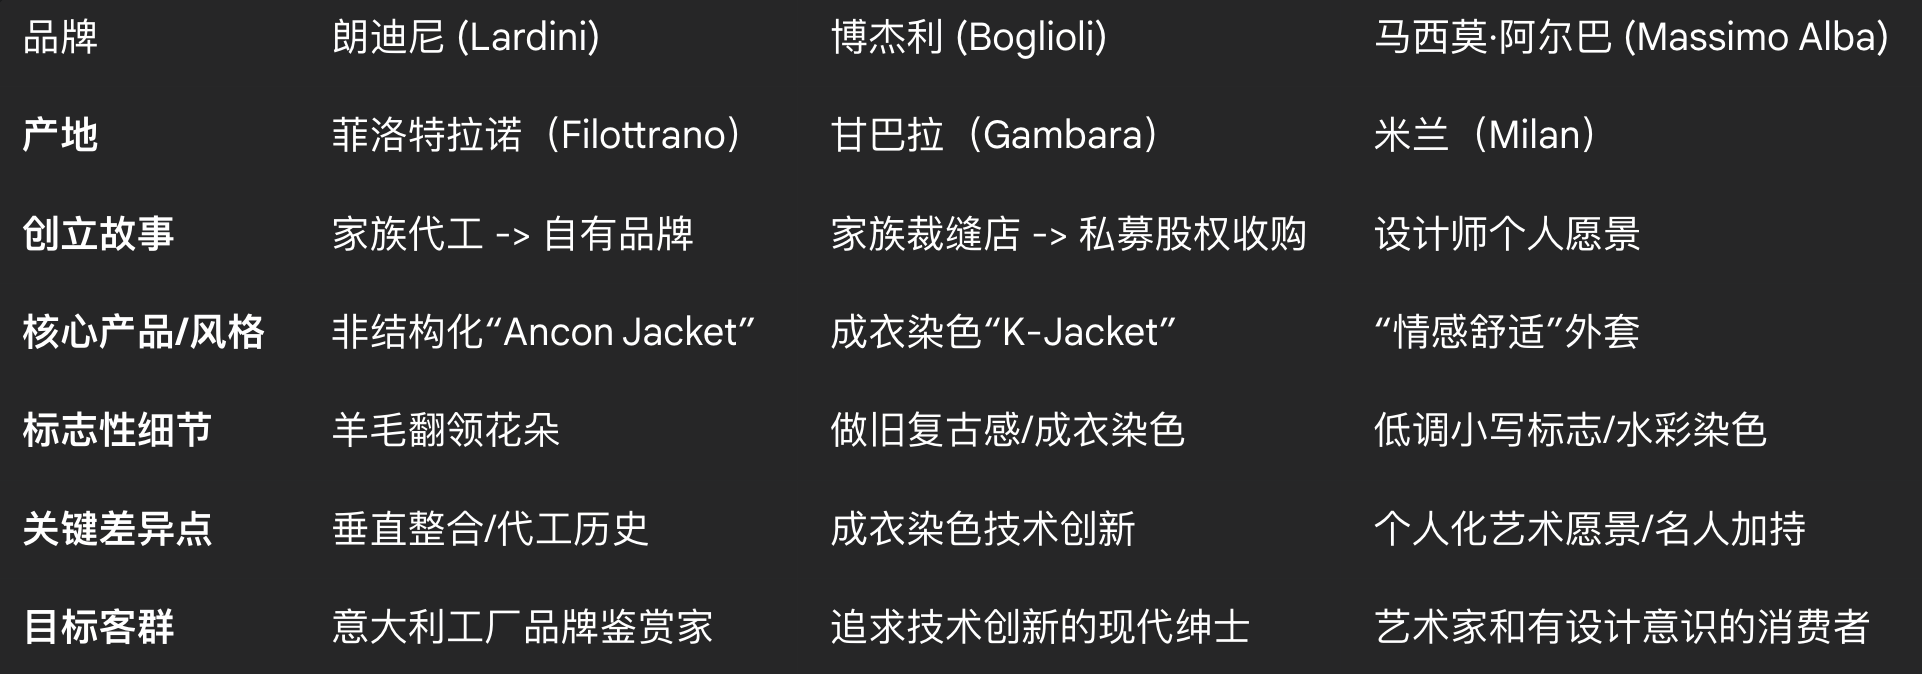 品牌 朗迪尼 (Lardini) 博杰利 (Boglioli) 马西莫·阿尔巴 (Massimo Alba)
产地 菲洛特拉诺（Filottrano） 甘巴拉（Gambara） 米兰（Milan）
创立故事 家族代工 -> 自有品牌 家族裁缝店 -> 私募股权收购 设计师个人愿景
核心产品/风格 非结构化“Ancon Jacket” 成衣染色“K-Jacket” “情感舒适”外套
标志性细节 羊毛翻领花朵 做旧复古感/成衣染色 低调小写标志/水彩染色
关键差异点 垂直整合/代工历史 成衣染色技术创新 个人化艺术愿景/名人加持
目标客群 意大利工厂品牌鉴赏家 追求技术创新的现代绅士 艺术家和有设计意识的消费者